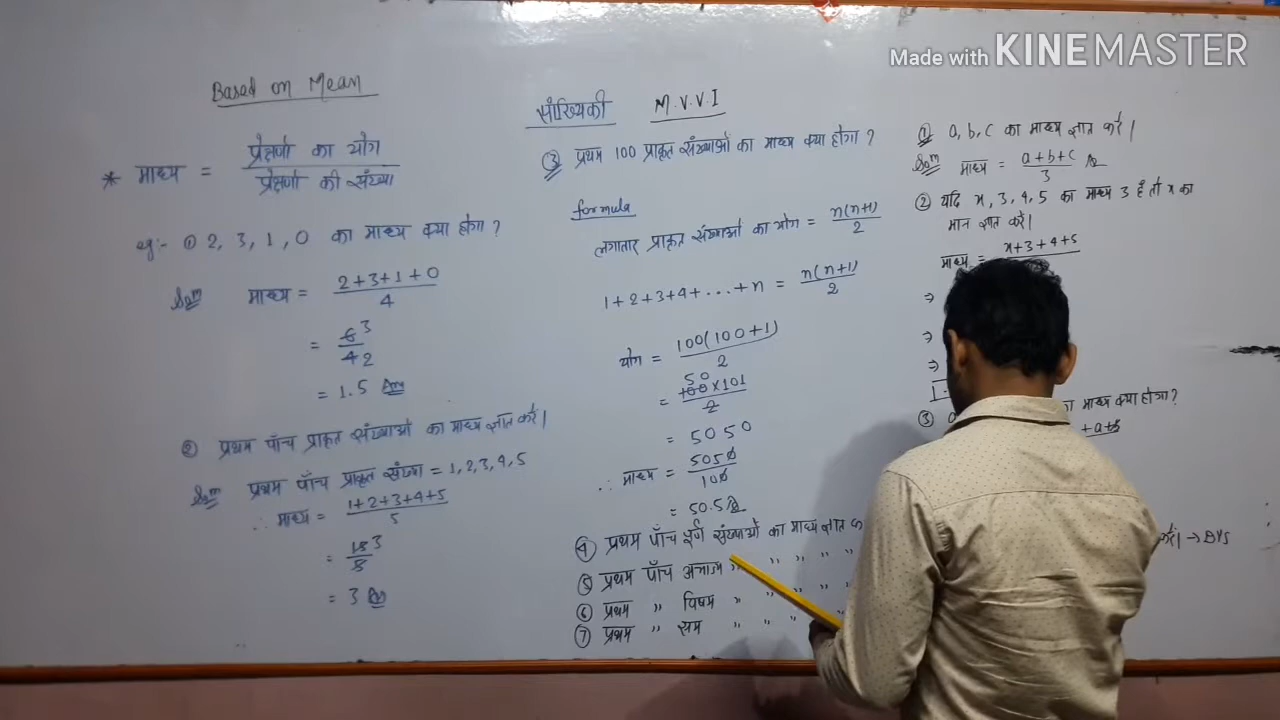 Made with KINEMASTER
Based on Mean
* माध्य = प्रेक्षणों का योग
प्रेक्षणों की संख्या
eg:- ① 2, 3, 1, 0 का माध्य क्या होगा ?
Solⁿ माध्य = 2+3+1+0
4
= 6 3
4 2
= 1.5 Ans
② प्रथम पाँच प्राकृत संख्याओं का माध्य ज्ञात करें।
Solⁿ प्रथम पाँच प्राकृत संख्या = 1, 2, 3, 4, 5
∴ माध्य = 1+2+3+4+5
5
= 15 3
5
= 3 Ans
सांख्यिकी M.V.V.I
③ प्रथम 100 प्राकृत संख्याओं का माध्य क्या होगा ?
formula
लगातार प्राकृत संख्याओं का योग = n(n+1)
2
1+2+3+4+...+n = n(n+1)
2
योग = 100(100+1)
2
50
= 100×101
2
= 5050
∴ माध्य = 5050
100
= 50.5
④ प्रथम पाँच पूर्ण संख्याओं का माध्य ज्ञात क
⑤ प्रथम पाँच अभाज्य " " " " "
⑥ प्रथम " विषम " " " "
⑦ प्रथम " सम " " " "
① a, b, c का माध्य ज्ञात करें।
Solⁿ माध्य = a+b+c
3
② यदि x, 3, 4, 5 का माध्य 3 है तो x का
मान ज्ञात करें।
माध्य = x+3+4+5
⇒
⇒
⇒
③ का माध्य क्या होगा?
+a+b
करें। → DYS